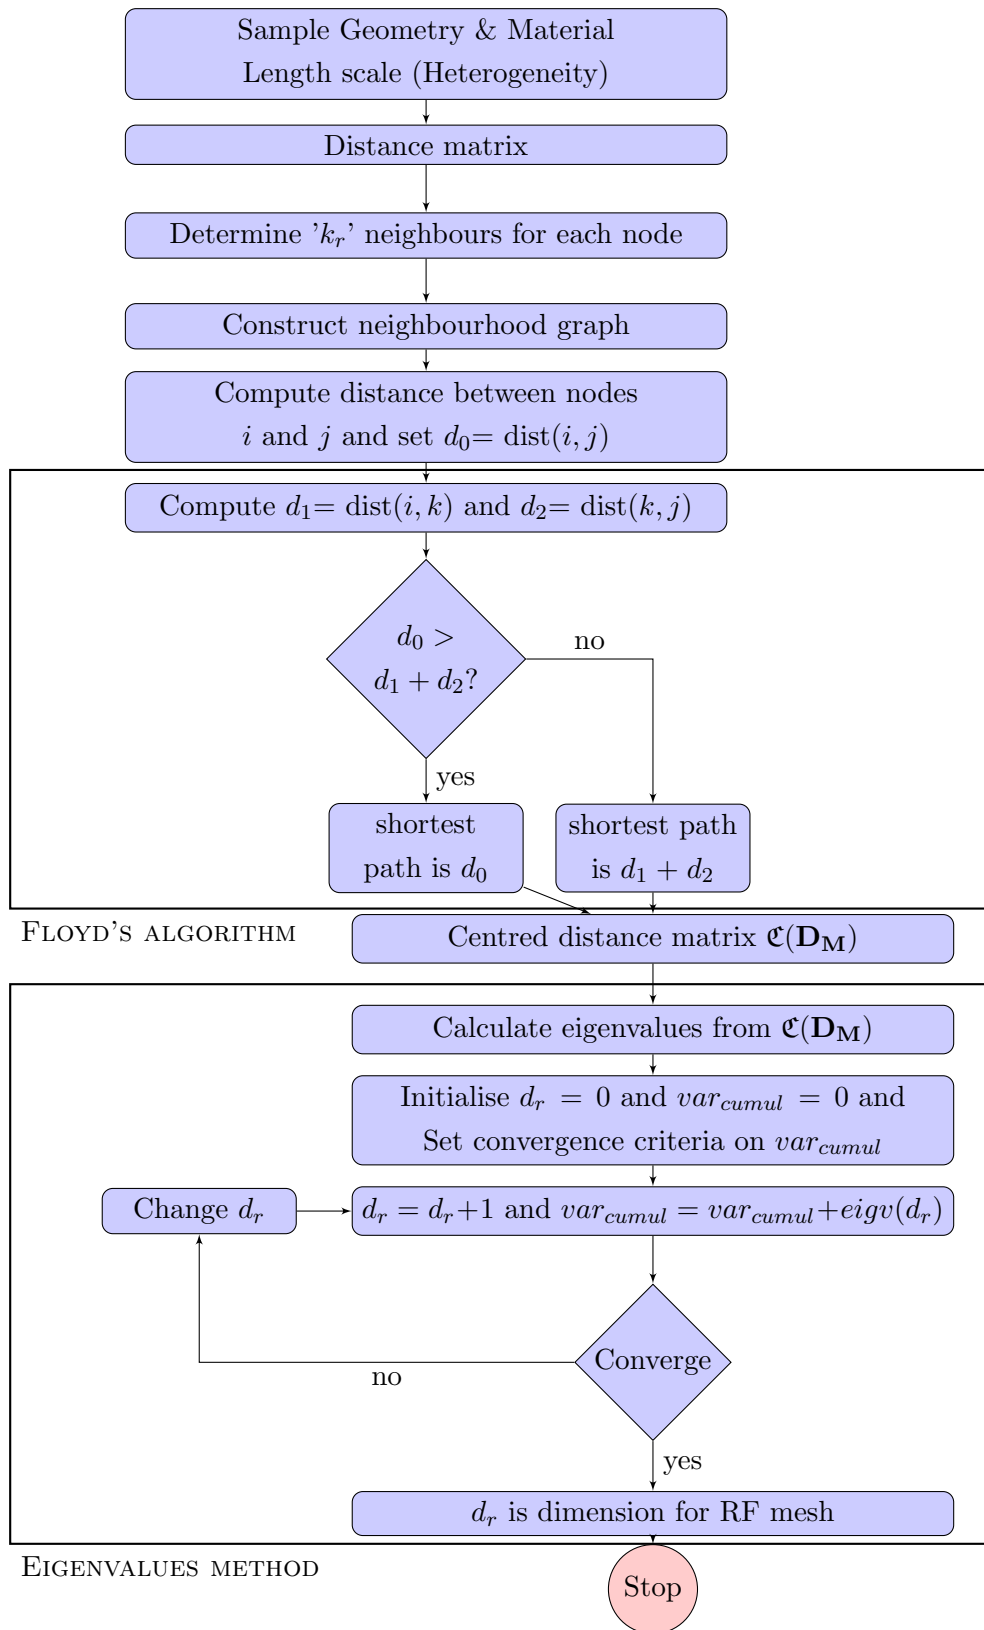 Sample Geometry & Material
Length scale (Heterogeneity)
Distance matrix
Determine ’k_r’ neighbours for each node
Construct neighbourhood graph
Compute distance between nodes
i and j and set d_0= dist(i, j)
Compute d_1= dist(i, k) and d_2= dist(k, j)
d_0 >
d_1 + d_2?
no
yes
shortest
path is d_0
shortest path
is d_1 + d_2
FLOYD'S ALGORITHM
Centred distance matrix ℭ(D_M)
Calculate eigenvalues from ℭ(D_M)
Initialise d_r = 0 and var_cumul = 0 and
Set convergence criteria on var_cumul
Change d_r
d_r = d_r+1 and var_cumul = var_cumul+eigv(d_r)
Converge
no
yes
d_r is dimension for RF mesh
EIGENVALUES METHOD
Stop